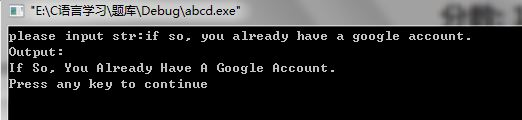 "E:\C语言学习\题库\Debug\abcd.exe"
please input str:if so, you already have a google account.
Output:
If So, You Already Have A Google Account.
Press any key to continue